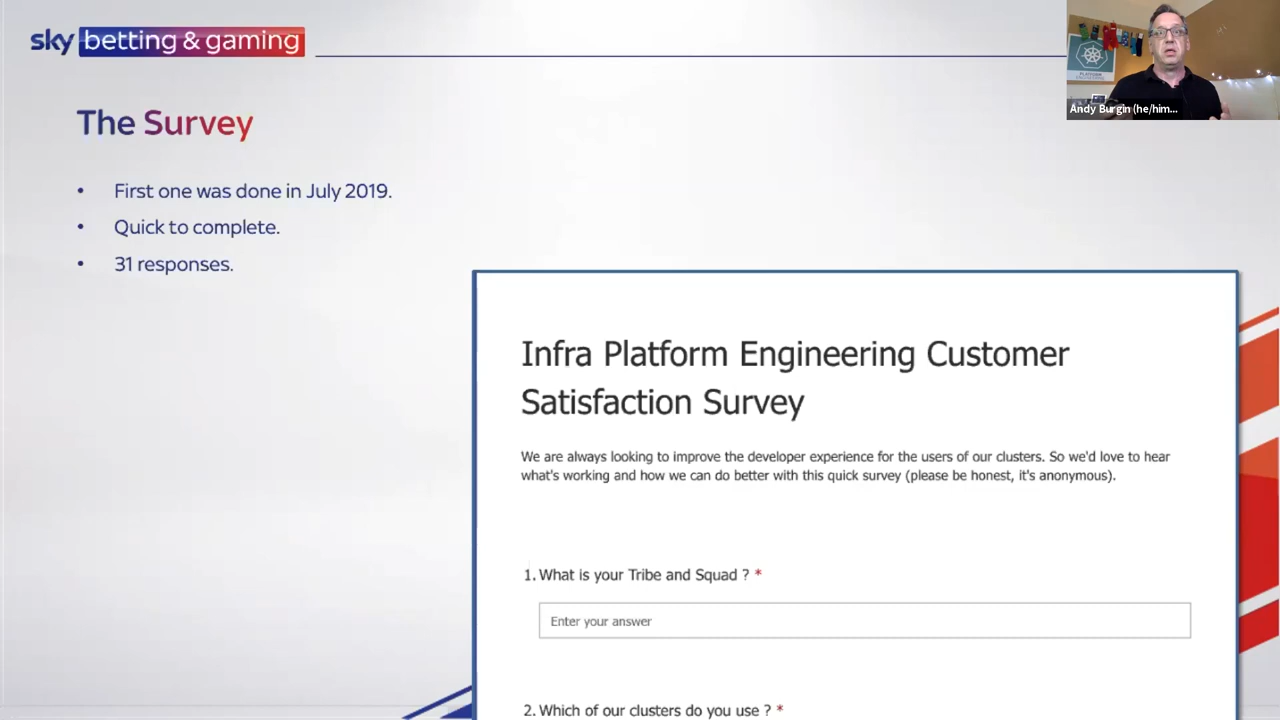 sky betting & gaming
The Survey
• First one was done in July 2019.
• Quick to complete.
• 31 responses.
Infra Platform Engineering Customer
Satisfaction Survey
We are always looking to improve the developer experience for the users of our clusters. So we'd love to hear
what's working and how we can do better with this quick survey (please be honest, it's anonymous).
1. What is your Tribe and Squad ? *
Enter your answer
2. Which of our clusters do you use ? *
PLATFORM
Andy Burgin (he/him...